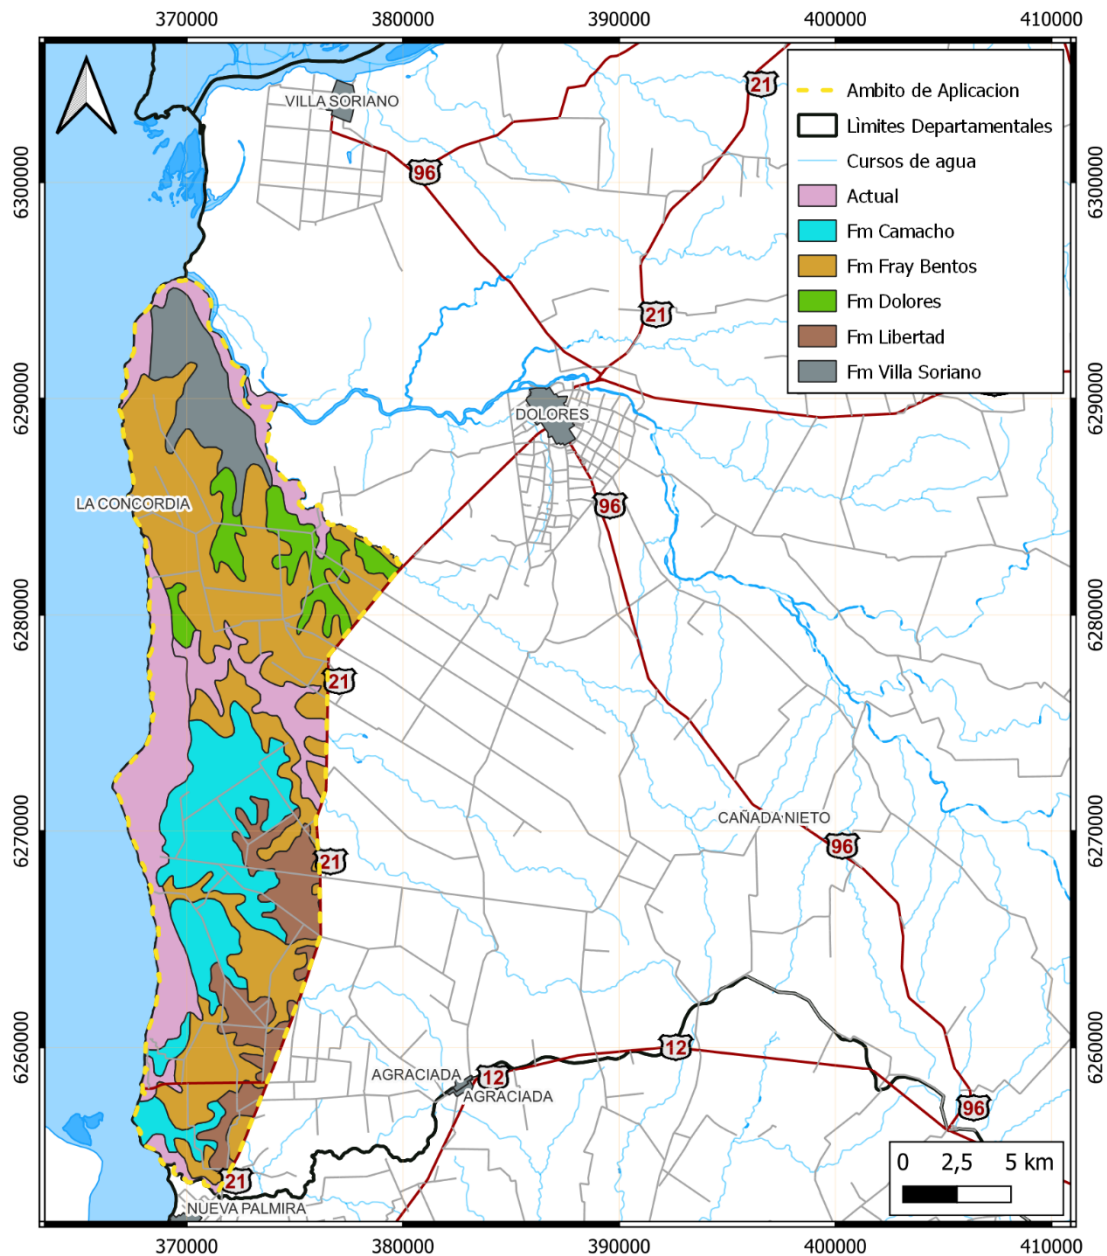 370000 380000 390000 400000 410000
6300000 6290000 6280000 6270000 6260000
6300000 6290000 6280000 6270000 6260000
370000 380000 390000 400000 410000
Ambito de Aplicacion
Lìmites Departamentales
Cursos de agua
Actual
Fm Camacho
Fm Fray Bentos
Fm Dolores
Fm Libertad
Fm Villa Soriano
VILLA SORIANO
21
96
21
DOLORES
96
LA CONCORDIA
21
CAÑADA NIETO
96
21
12
AGRACIADA
12
AGRACIADA
96
21
NUEVA PALMIRA
0 2,5 5 km